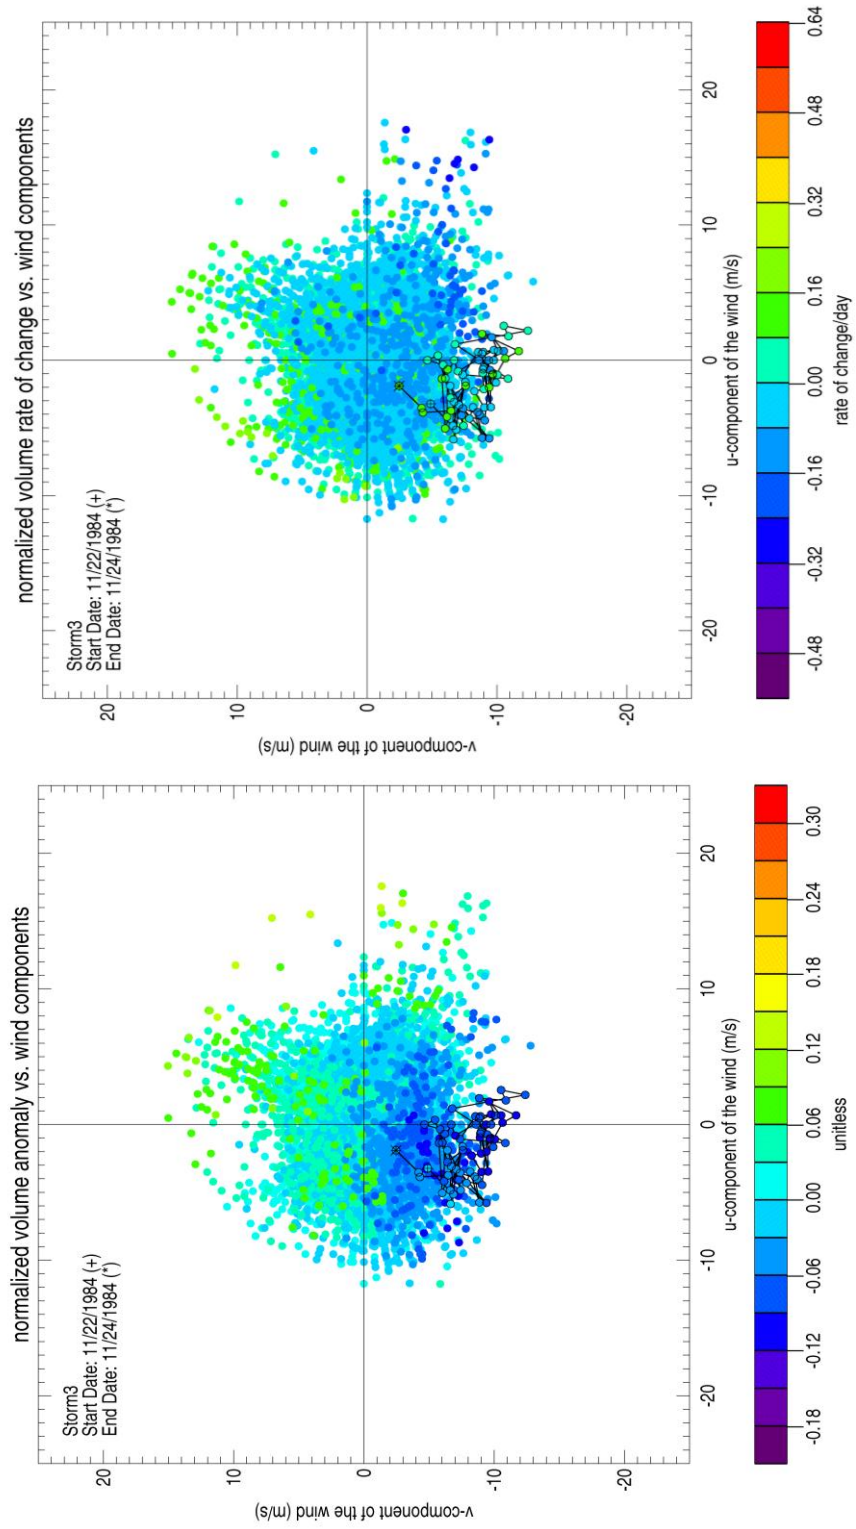 normalized volume anomaly vs. wind components
Storm3
Start Date: 11/22/1984 (+)
End Date: 11/24/1984 (*)
v-component of the wind (m/s)
20
10
0
-10
-20
-20
-10
0
10
20
u-component of the wind (m/s)
-0.18
-0.12
-0.06
0.00
0.06
0.12
0.18
0.24
0.30
unitless
normalized volume rate of change vs. wind components
Storm3
Start Date: 11/22/1984 (+)
End Date: 11/24/1984 (*)
v-component of the wind (m/s)
20
10
0
-10
-20
-20
-10
0
10
20
u-component of the wind (m/s)
-0.48
-0.32
-0.16
0.00
0.16
0.32
0.48
0.64
rate of change/day